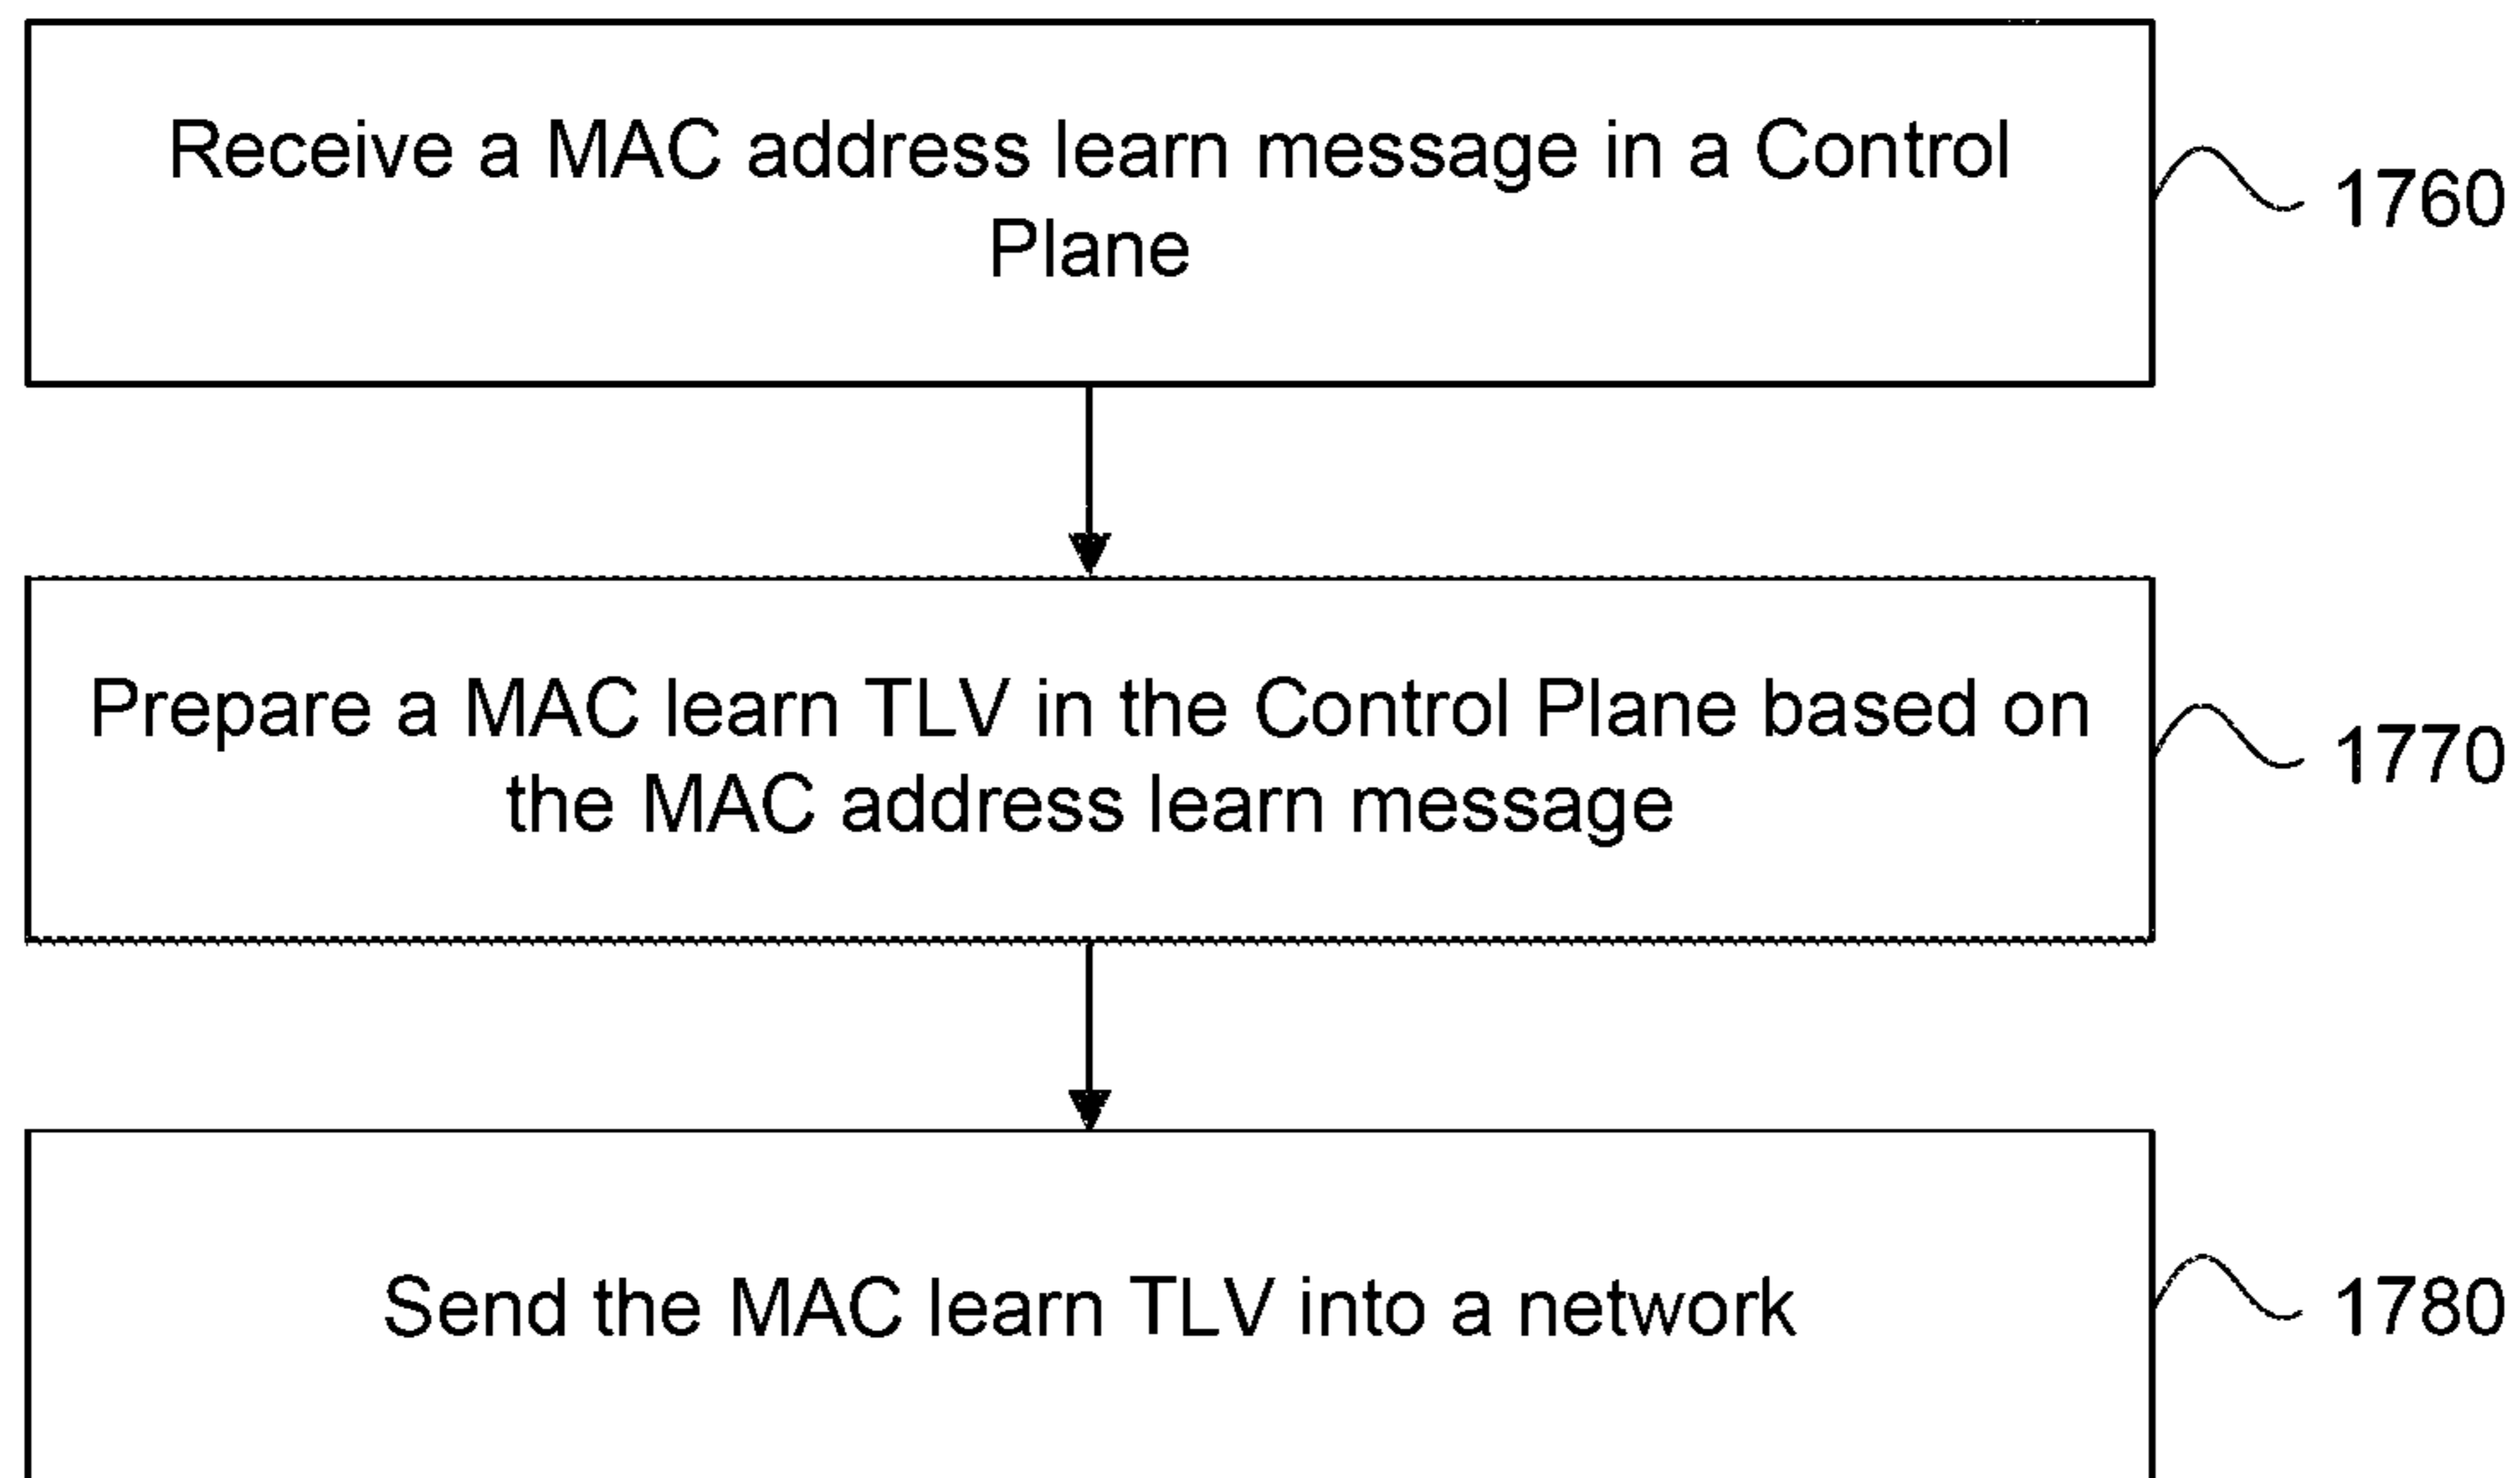 Receive a MAC address learn message in a Control
Plane
1760
Prepare a MAC learn TLV in the Control Plane based on
the MAC address learn message
1770
Send the MAC learn TLV into a network
1780